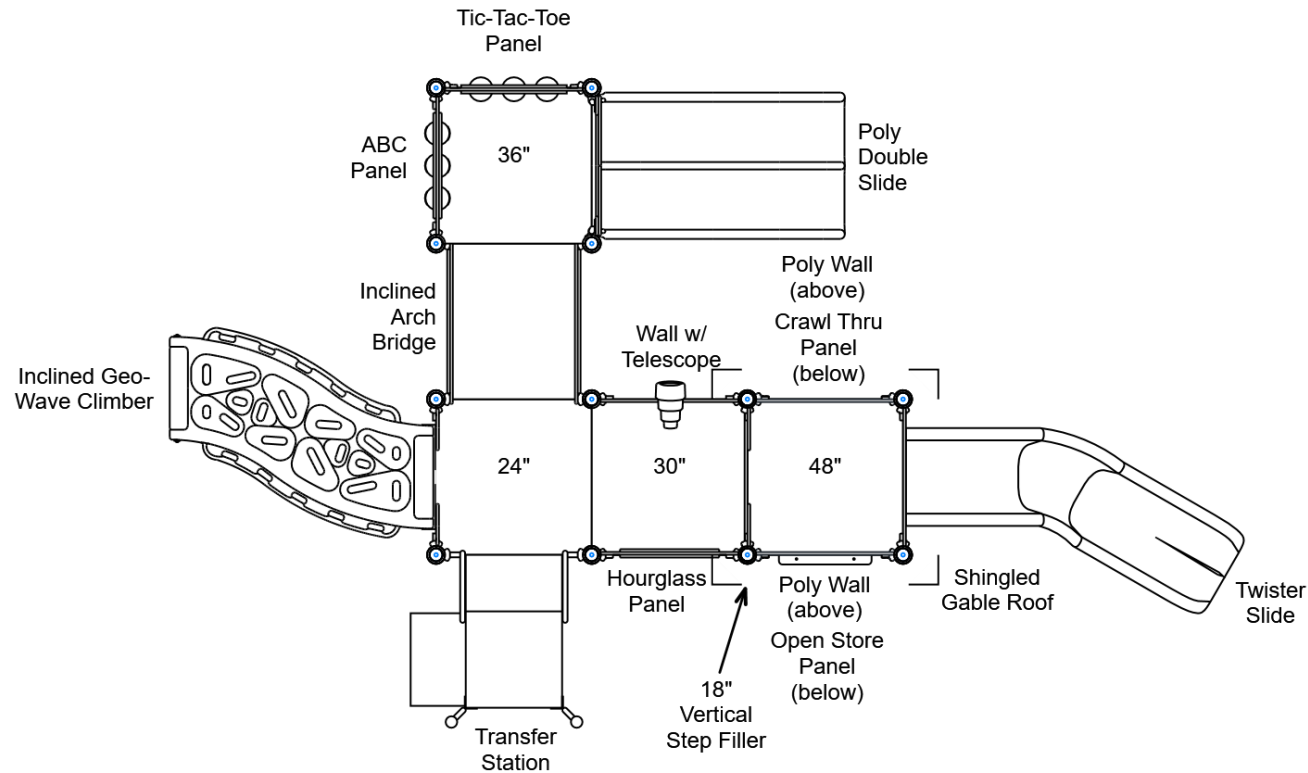 Tic-Tac-Toe
Panel
ABC
Panel
36"
Poly
Double
Slide
Inclined
Arch
Bridge
Poly Wall
(above)
Crawl Thru
Panel
(below)
Wall w/
Telescope
Inclined Geo-
Wave Climber
24"
30"
48"
Hourglass
Panel
Poly Wall
(above)
Open Store
Panel
(below)
Shingled
Gable Roof
Twister
Slide
18"
Vertical
Step Filler
Transfer
Station